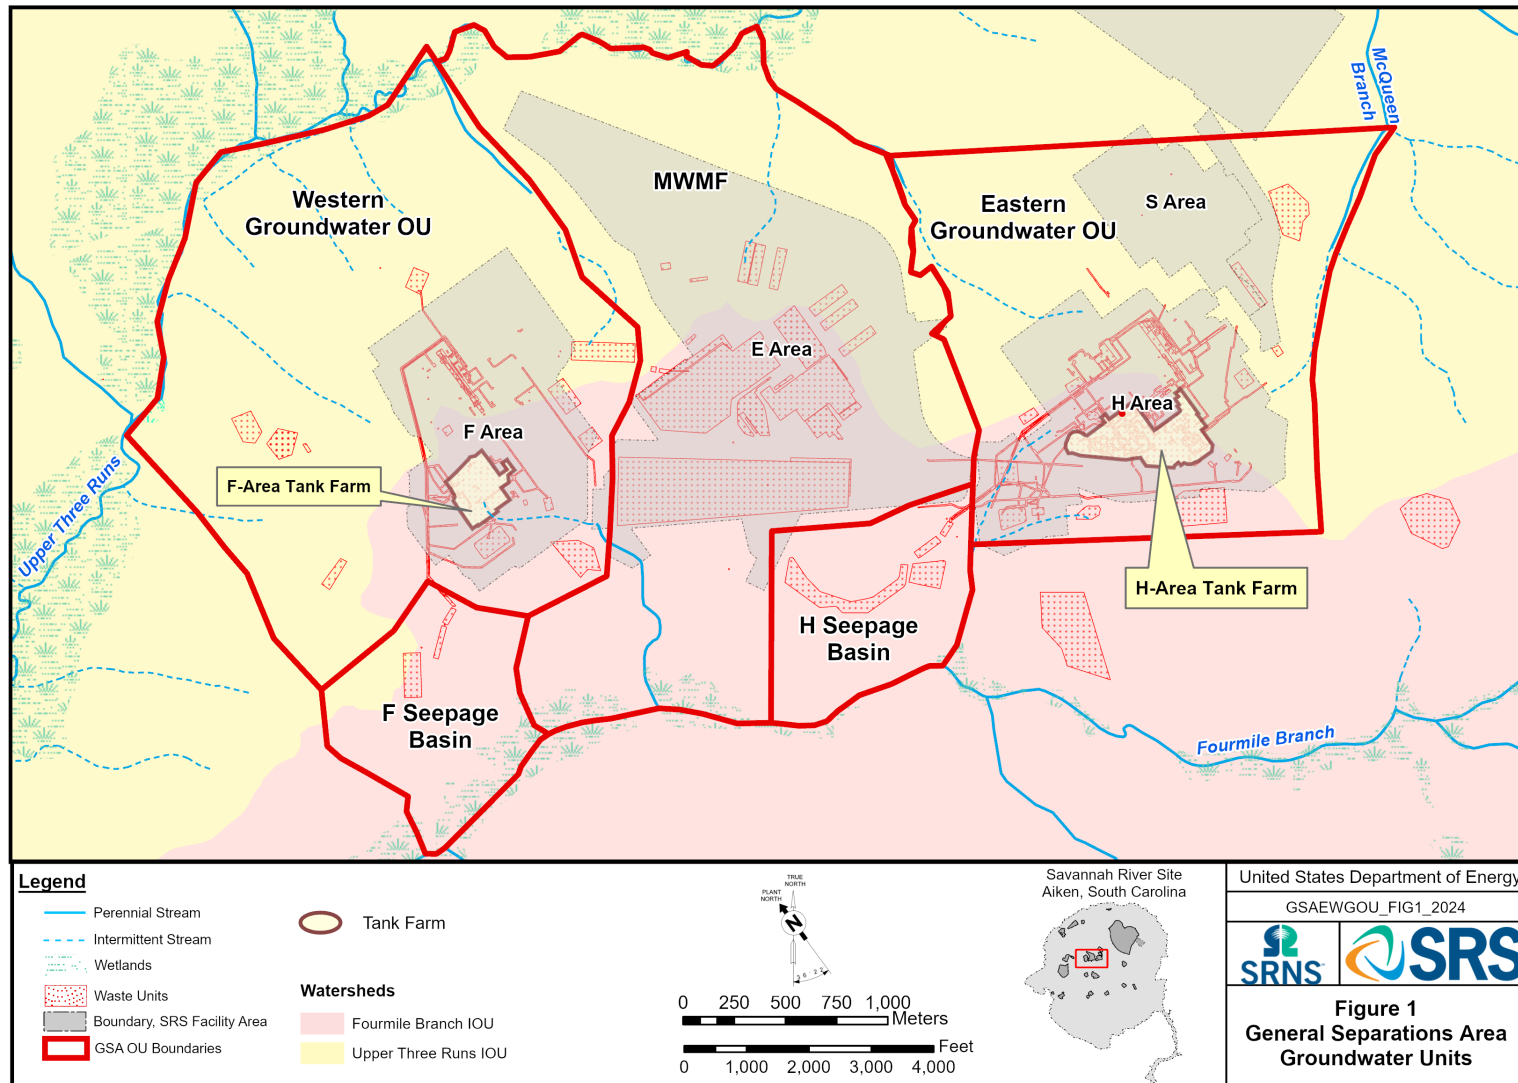 McQueen
Branch
Western
Groundwater OU
MWMF
Eastern
Groundwater OU
S Area
E Area
F Area
H Area
F-Area Tank Farm
Upper Three Runs
H-Area Tank Farm
H Seepage
Basin
F Seepage
Basin
Fourmile Branch
Legend
Perennial Stream
Intermittent Stream
Wetlands
Waste Units
Boundary, SRS Facility Area
GSA OU Boundaries
Tank Farm
Watersheds
Fourmile Branch IOU
Upper Three Runs IOU
TRUE
NORTH
PLANT
NORTH
N
0 250 500 750 1,000
Meters
Feet
0 1,000 2,000 3,000 4,000
Savannah River Site
Aiken, South Carolina
United States Department of Energy
GSAEWGOU_FIG1_2024
SRNS
SRS
Figure 1
General Separations Area
Groundwater Units